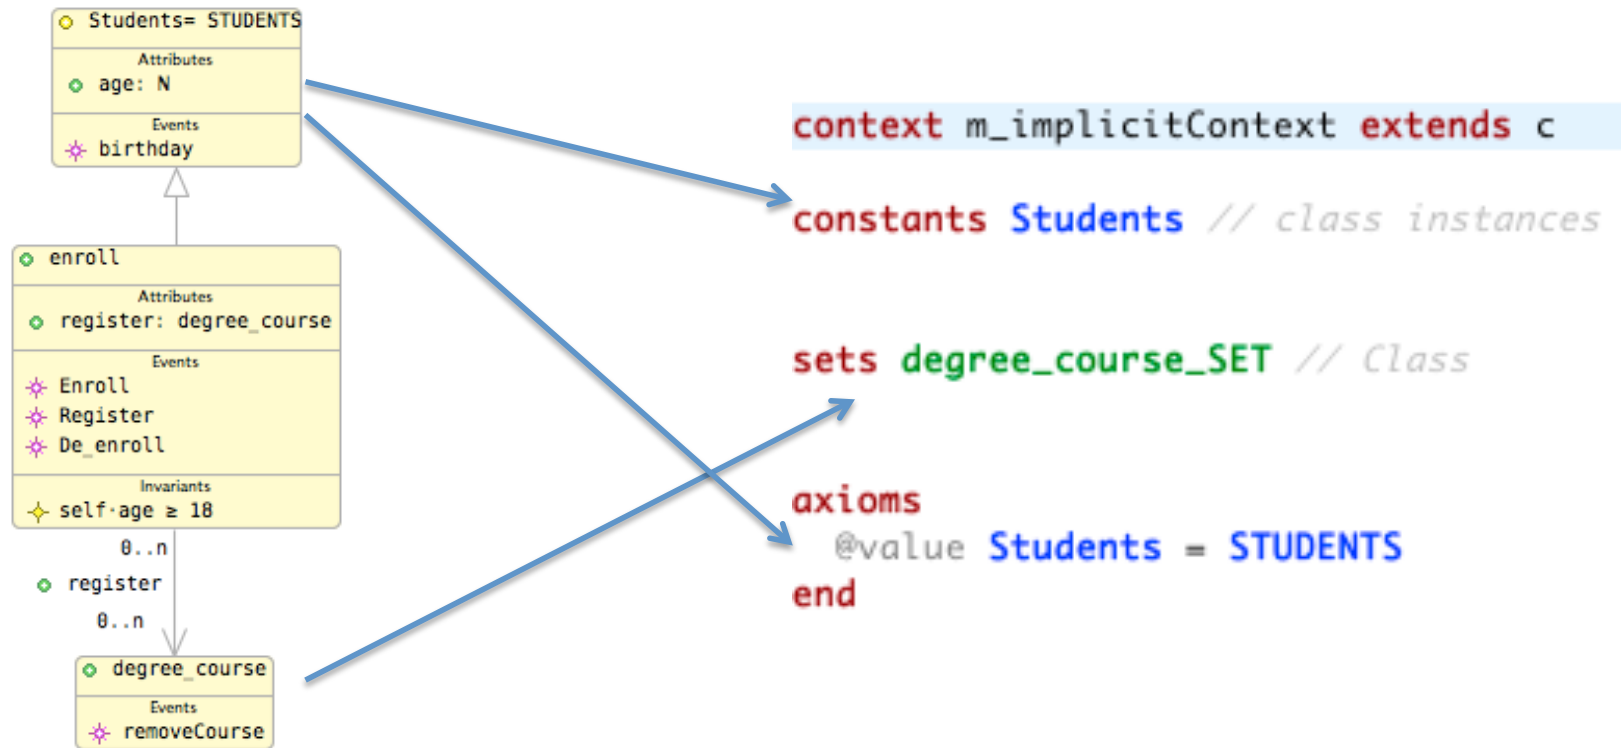 Students= STUDENTS
Attributes
age: N
Events
birthday
enroll
Attributes
register: degree_course
Events
Enroll
Register
De_enroll
Invariants
self·age ≥ 18
0..n
register
0..n
degree_course
Events
removeCourse
context m_implicitContext extends c
constants Students // class instances
sets degree_course_SET // Class
axioms
@value Students = STUDENTS
end